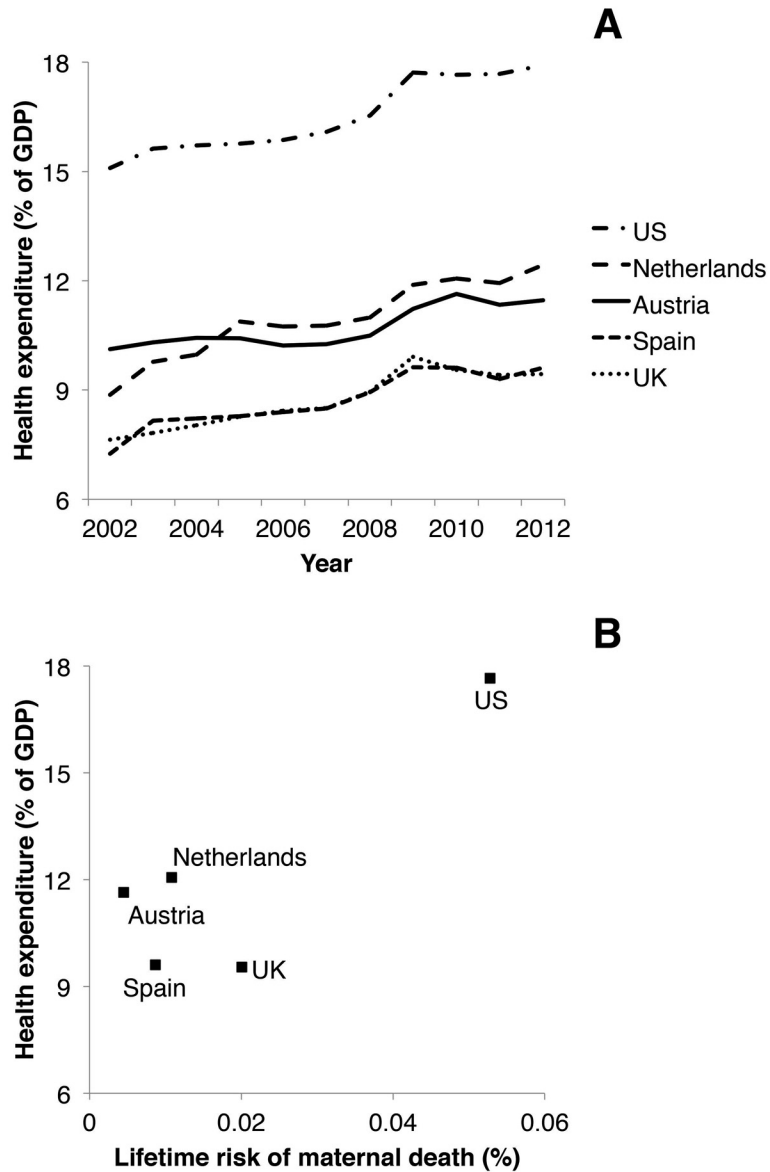 A
Health expenditure (% of GDP)
18
15
12
9
6
2002 2004 2006 2008 2010 2012
Year
US
Netherlands
Austria
Spain
UK
B
Health expenditure (% of GDP)
18
15
12
9
6
US
Netherlands
Austria
Spain
UK
0 0.02 0.04 0.06
Lifetime risk of maternal death (%)